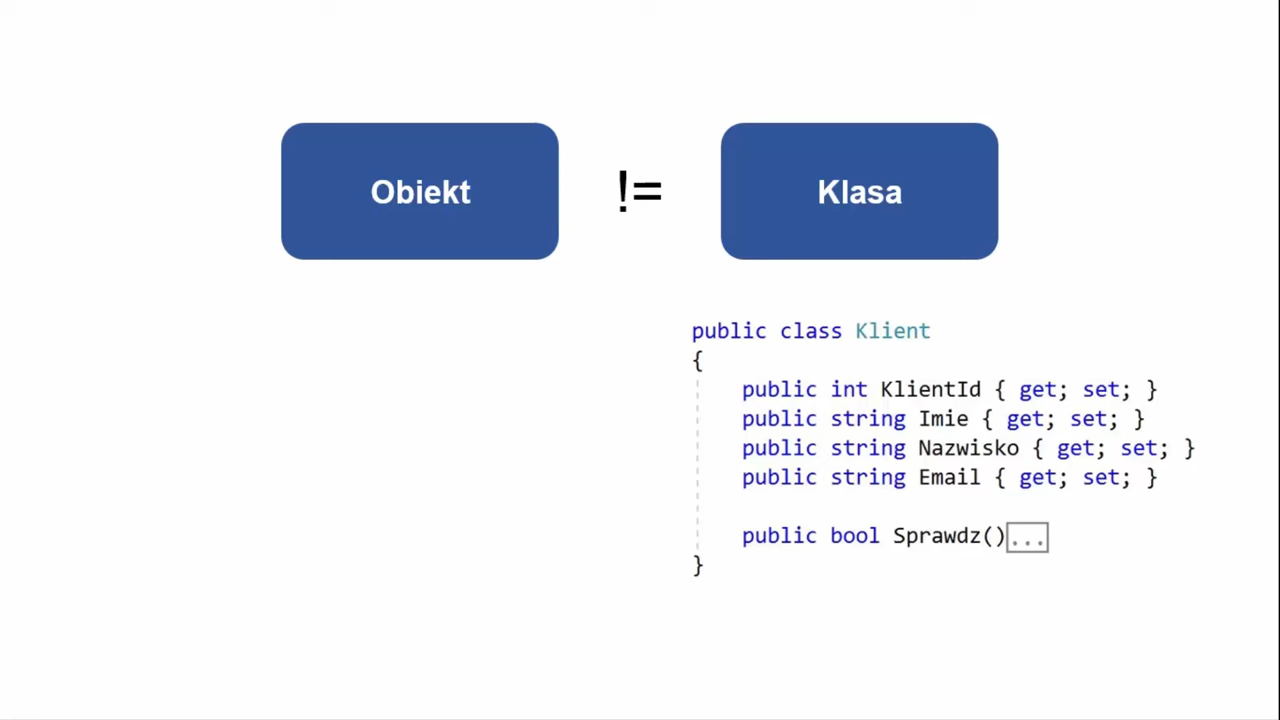 Obiekt != Klasa
public class Klient
{
public int KlientId { get; set; }
public string Imie { get; set; }
public string Nazwisko { get; set; }
public string Email { get; set; }
public bool Sprawdz()...
}